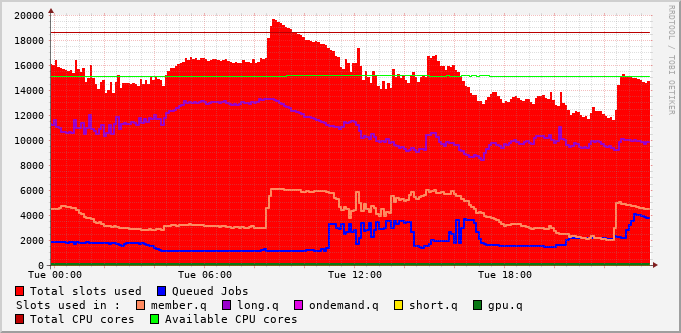 20000
18000
16000
14000
12000
10000
8000
6000
4000
2000
0
Tue 00:00 Tue 06:00 Tue 12:00 Tue 18:00
Total slots used Queued Jobs
Slots used in : member.q long.q ondemand.q short.q gpu.q
Total CPU cores Available CPU cores
RRDTOOL / TOBI OETIKER